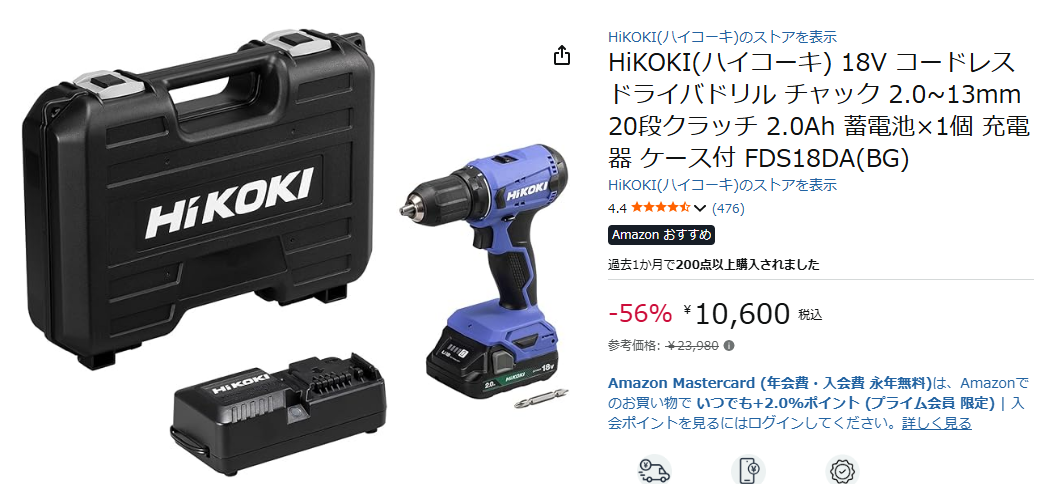 HiKOKI(ハイコーキ)のストアを表示
HiKOKI(ハイコーキ) 18V コードレス
ドライバドリル チャック 2.0~13mm
20段クラッチ 2.0Ah 蓄電池×1個 充電
器 ケース付 FDS18DA(BG)
HiKOKI(ハイコーキ)のストアを表示
4.4 (476)
Amazon おすすめ
過去1か月で200点以上購入されました
-56% ¥10,600 税込
参考価格: ¥23,980
Amazon Mastercard (年会費・入会費 永年無料)は、Amazonで
のお買い物で いつでも+2.0%ポイント (プライム会員 限定) | 入
会ポイントを見るにはログインしてください。詳しく見る
HiKOKI
HiKOKI
HiKOKI
2.0
HiKOKI
18V